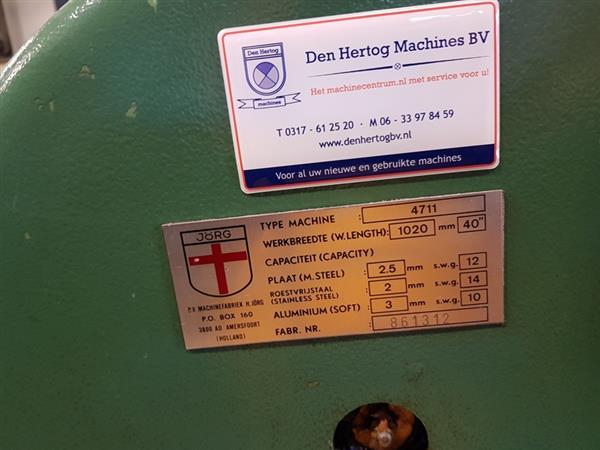 Den Hertog
machines
Den Hertog Machines BV
Het machinecentrum.nl met service voor u!
T 0317 - 61 25 20 - M 06 - 33 97 84 59
www.denhertogbv.nl
Voor al uw nieuwe en gebruikte machines
JÖRG
B.V. MACHINEFABRIEK H.JÖRG
P.O. BOX 160
3800 AD AMERSFOORT
(HOLLAND)
TYPE MACHINE : 4711
WERKBREEDTE (W.LENGTH): 1020 mm 40"
CAPACITEIT (CAPACITY)
PLAAT (M. STEEL) : 2.5 mm s.w.g. 12
ROESTVRIJSTAAL (STAINLESS STEEL) : 2 mm s.w.g. 14
ALUMINIUM (SOFT) : 3 mm s.w.g. 10
FABR. NR. : 861312